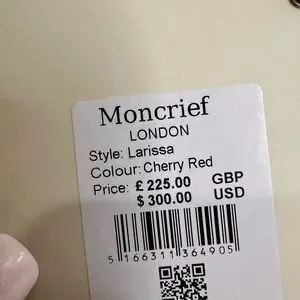 Moncrief
LONDON
Style: Larissa
Colour: Cherry Red
Price: £ 225.00 GBP
$ 300.00 USD
5 166311 364905